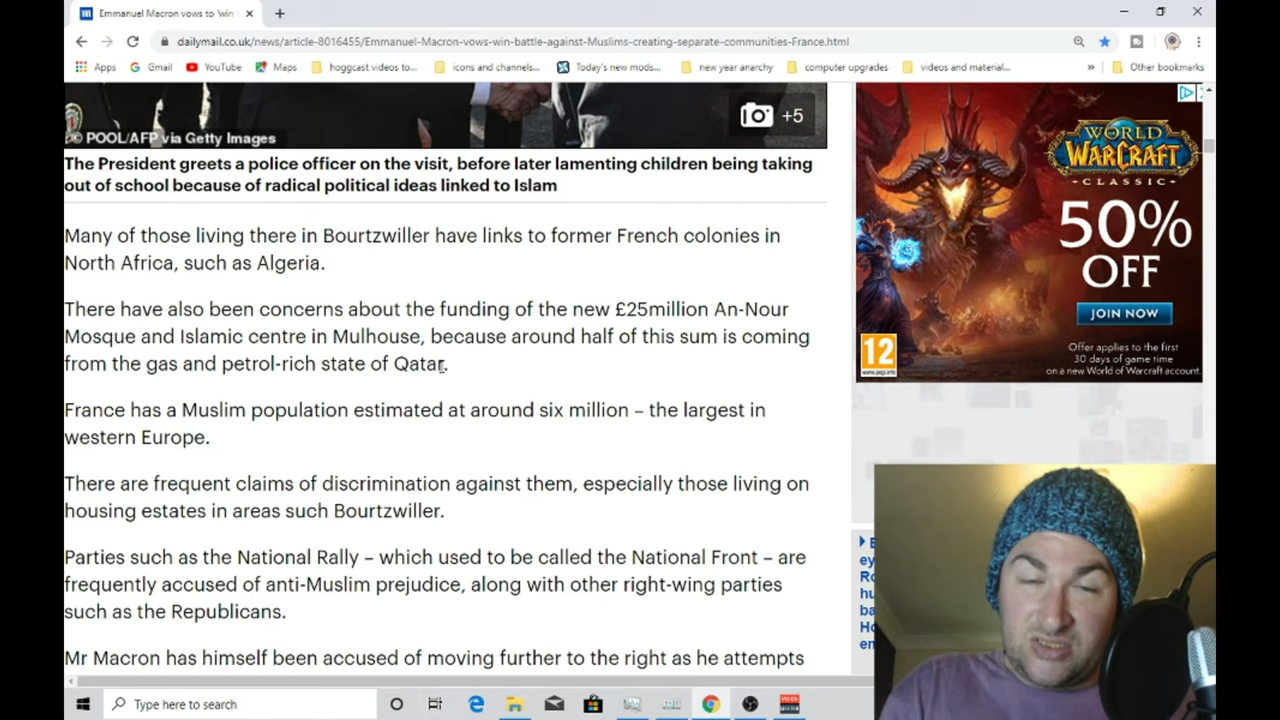 Emmanuel Macron vows to 'win
dailymail.co.uk/news/article-8016455/Emmanuel-Macron-vows-win-battle-against-Muslims-creating-separate-communities-France.html
Apps Gmail YouTube Maps hoggcast videos to... icons and channels... Today's new mods... new year anarchy computer upgrades videos and material... » Other bookmarks
+5
© POOL/AFP via Getty Images
The President greets a police officer on the visit, before later lamenting children being taking
out of school because of radical political ideas linked to Islam
Many of those living there in Bourtzwiller have links to former French colonies in
North Africa, such as Algeria.
There have also been concerns about the funding of the new £25million An-Nour
Mosque and Islamic centre in Mulhouse, because around half of this sum is coming
from the gas and petrol-rich state of Qatar.
France has a Muslim population estimated at around six million – the largest in
western Europe.
There are frequent claims of discrimination against them, especially those living on
housing estates in areas such Bourtzwiller.
Parties such as the National Rally – which used to be called the National Front – are
frequently accused of anti-Muslim prejudice, along with other right-wing parties
such as the Republicans.
Mr Macron has himself been accused of moving further to the right as he attempts
WORLD
WARCRAFT
CLASSIC
50%
OFF
JOIN NOW
12
www.pegi.info
Offer applies to the first
30 days of game time
on a new World of Warcraft account.
Type here to search